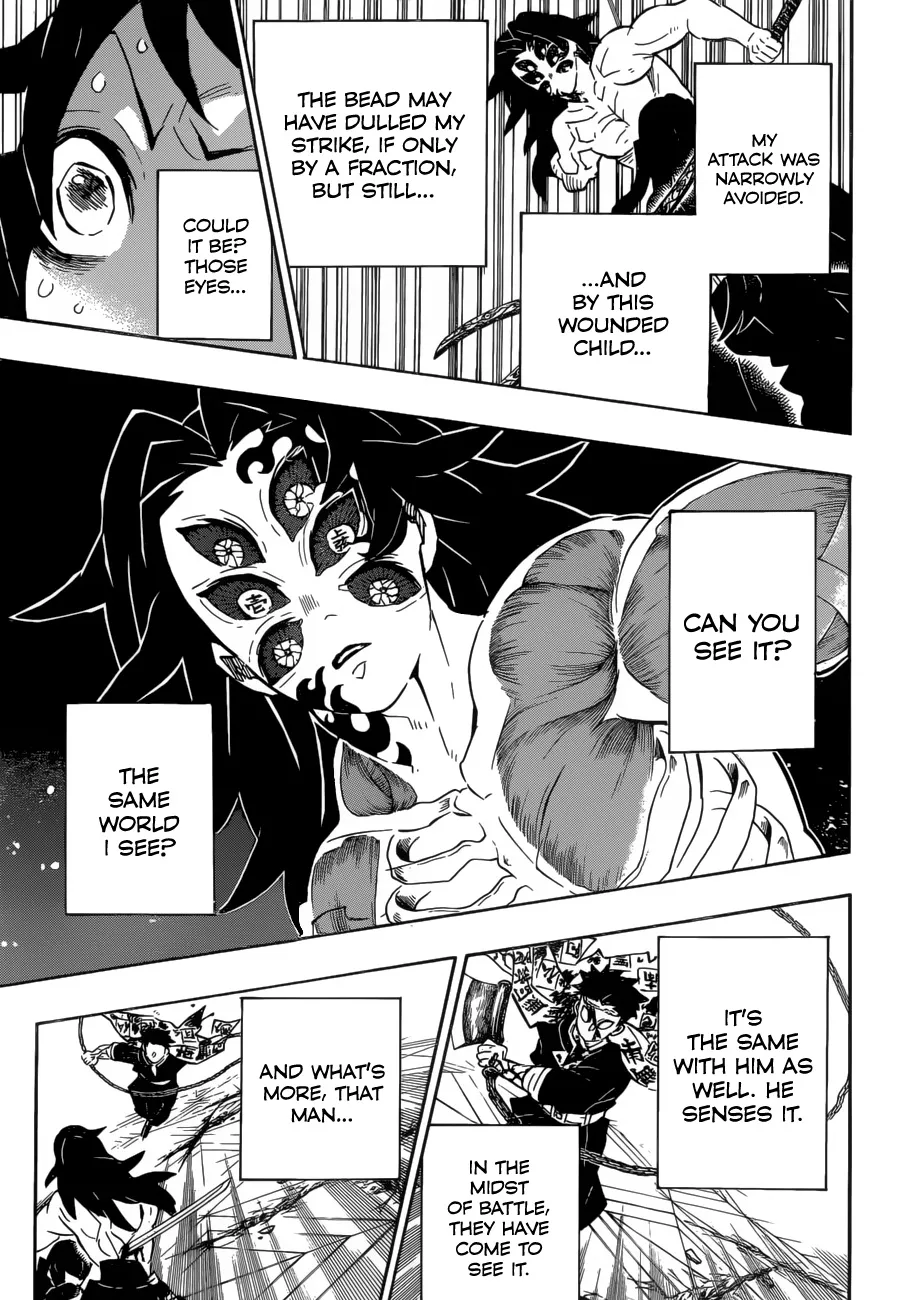 MY
ATTACK WAS
NARROWLY
AVOIDED.
THE BEAD MAY
HAVE DULLED MY
STRIKE, IF ONLY
BY A FRACTION,
BUT STILL...
...AND
BY THIS
WOUNDED
CHILD...
COULD
IT BE?
THOSE
EYES...
CAN YOU
SEE IT?
上弦
壱
THE
SAME
WORLD
I SEE?
IT'S
THE SAME
WITH HIM AS
WELL. HE
SENSES IT.
IN THE
MIDST
OF BATTLE,
THEY HAVE
COME TO
SEE IT.
AND WHAT'S
MORE, THAT
MAN...